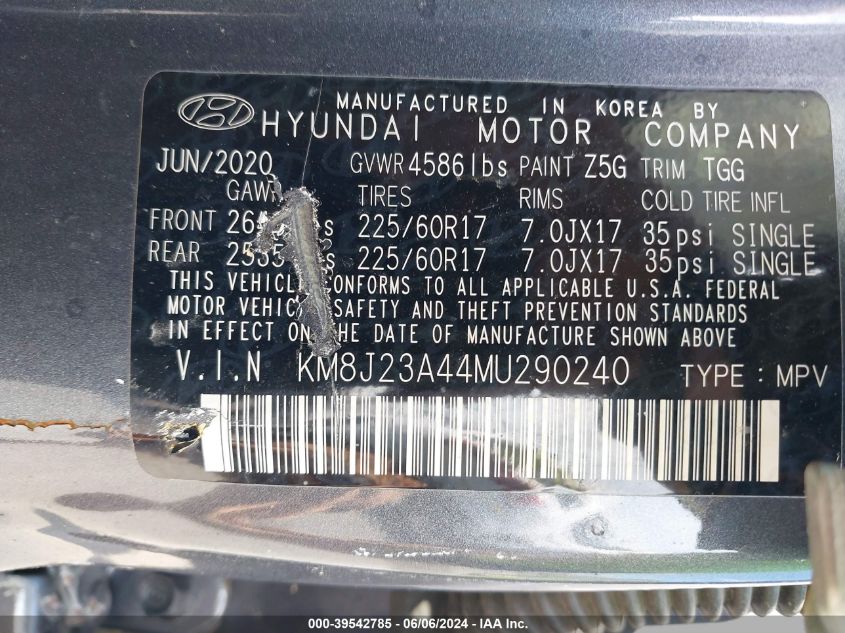 MANUFACTURED IN KOREA BY
HYUNDAI MOTOR COMPANY
JUN/2020 GVWR 4586lbs PAINT Z5G TRIM TGG
TIRES RIMS COLD TIRE INFL
FRONT 225/60R17 7.0JX17 35psi SINGLE
REAR 225/60R17 7.0JX17 35psi SINGLE
THIS VEHICLE CONFORMS TO ALL APPLICABLE U.S.A. FEDERAL
MOTOR VEHICLE SAFETY AND THEFT PREVENTION STANDARDS
IN EFFECT ON THE DATE OF MANUFACTURE SHOWN ABOVE
V.I.N KM8J23A44MU290240 TYPE : MPV
000-39542785 - 06/06/2024 - IAA Inc.